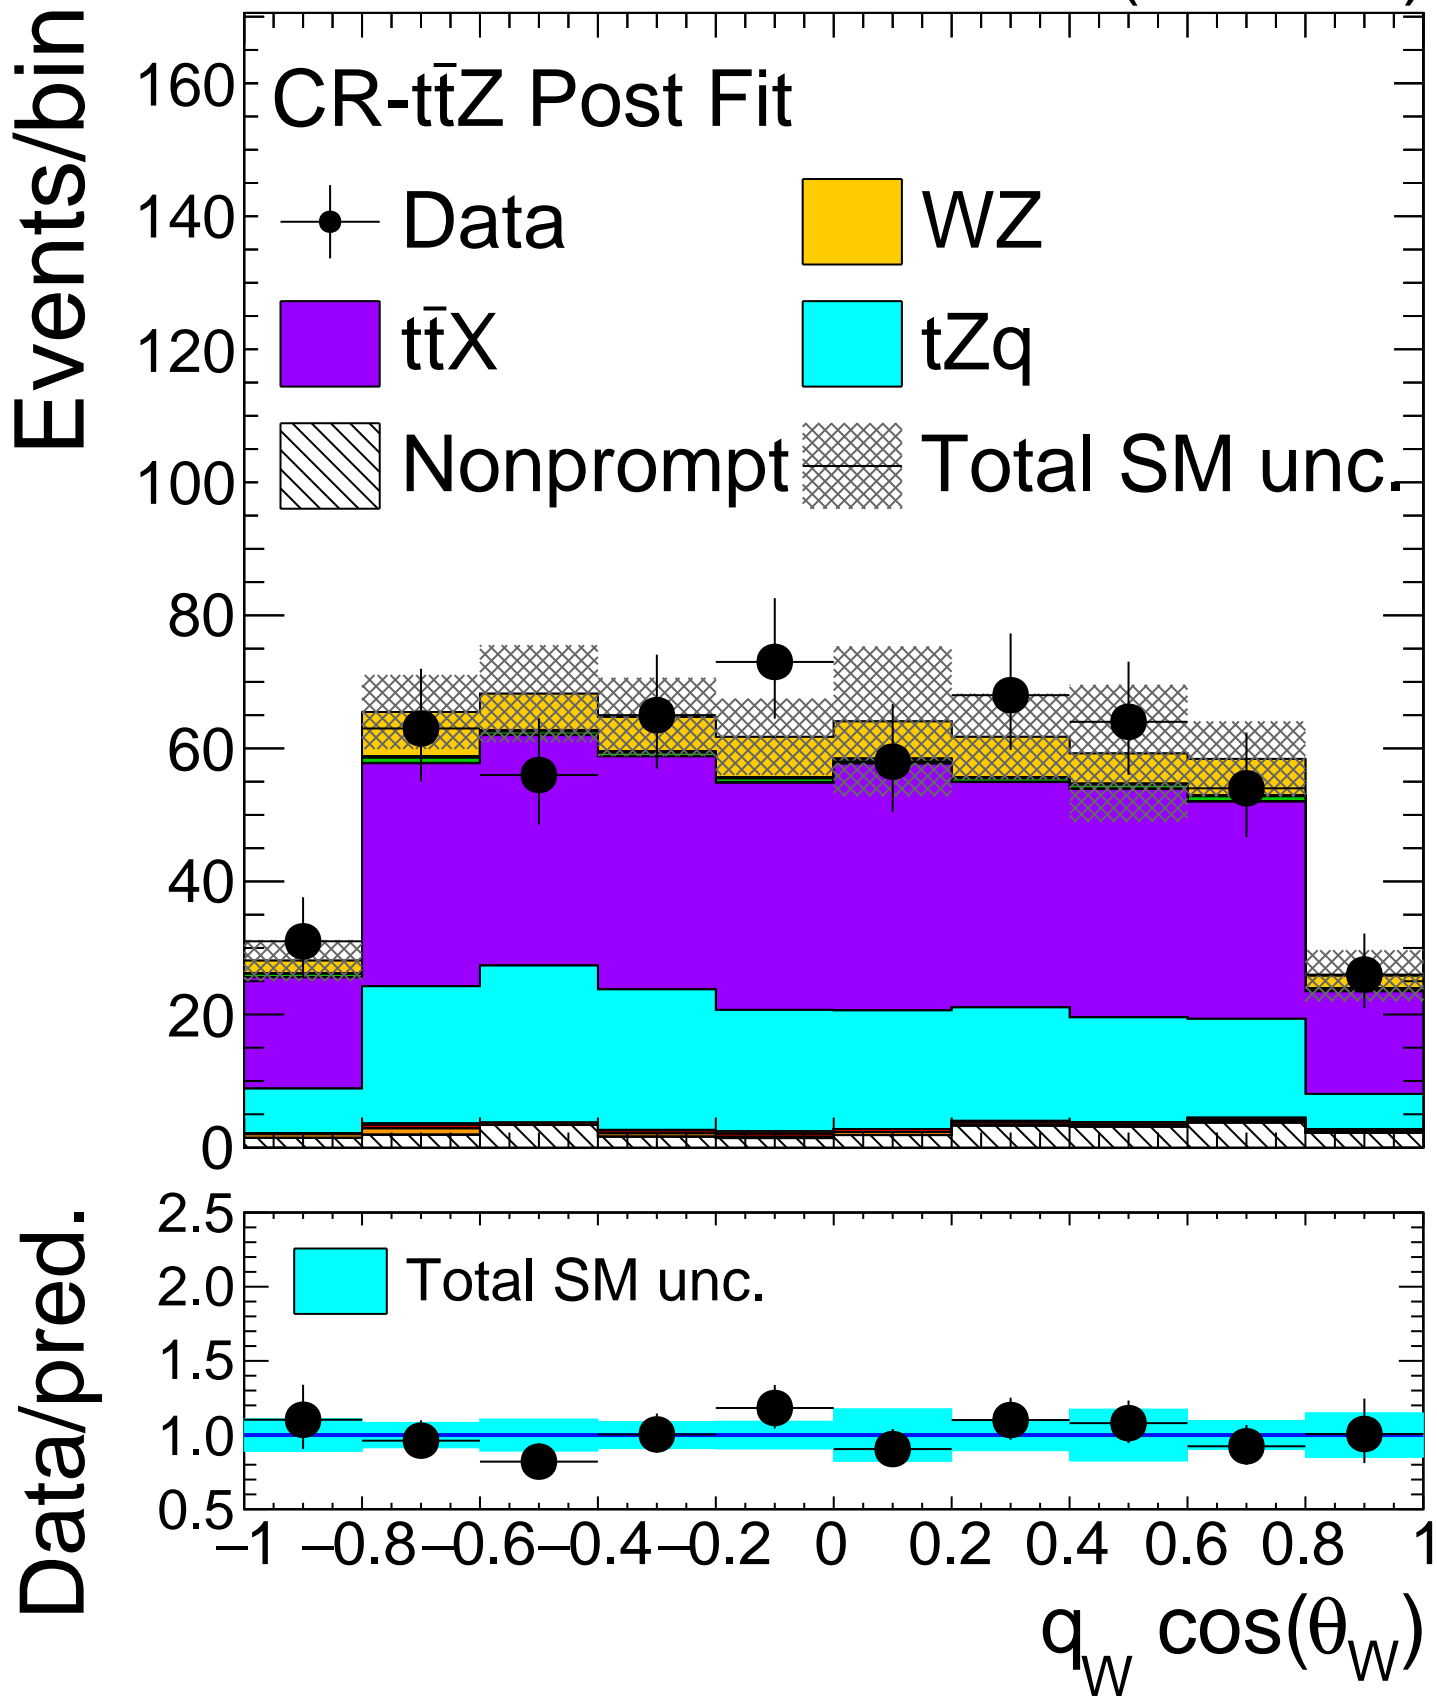 CR-tt̄Z Post Fit
Data
WZ
tt̄X
tZq
Nonprompt
Total SM unc.
Events/bin
160
140
120
100
80
60
40
20
0
Total SM unc.
Data/pred.
2.5
2.0
1.5
1.0
0.5
−1 −0.8 −0.6 −0.4 −0.2 0 0.2 0.4 0.6 0.8 1
q_W cos(θ_W)